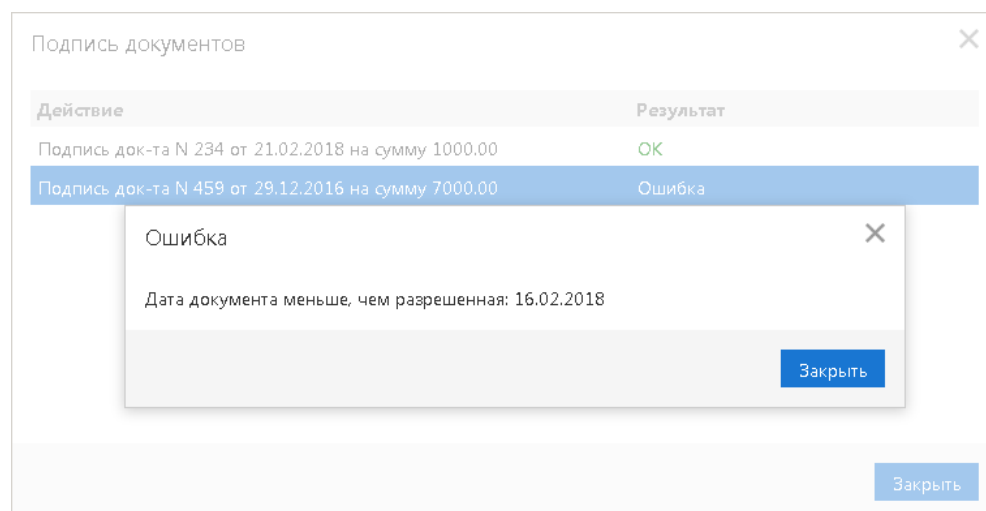 Подпись документов
Действие Результат
Подпись док-та N 234 от 21.02.2018 на сумму 1000.00 OK
Подпись док-та N 459 от 29.12.2016 на сумму 7000.00 Ошибка
Ошибка
Дата документа меньше, чем разрешенная: 16.02.2018
Закрыть
Закрыть